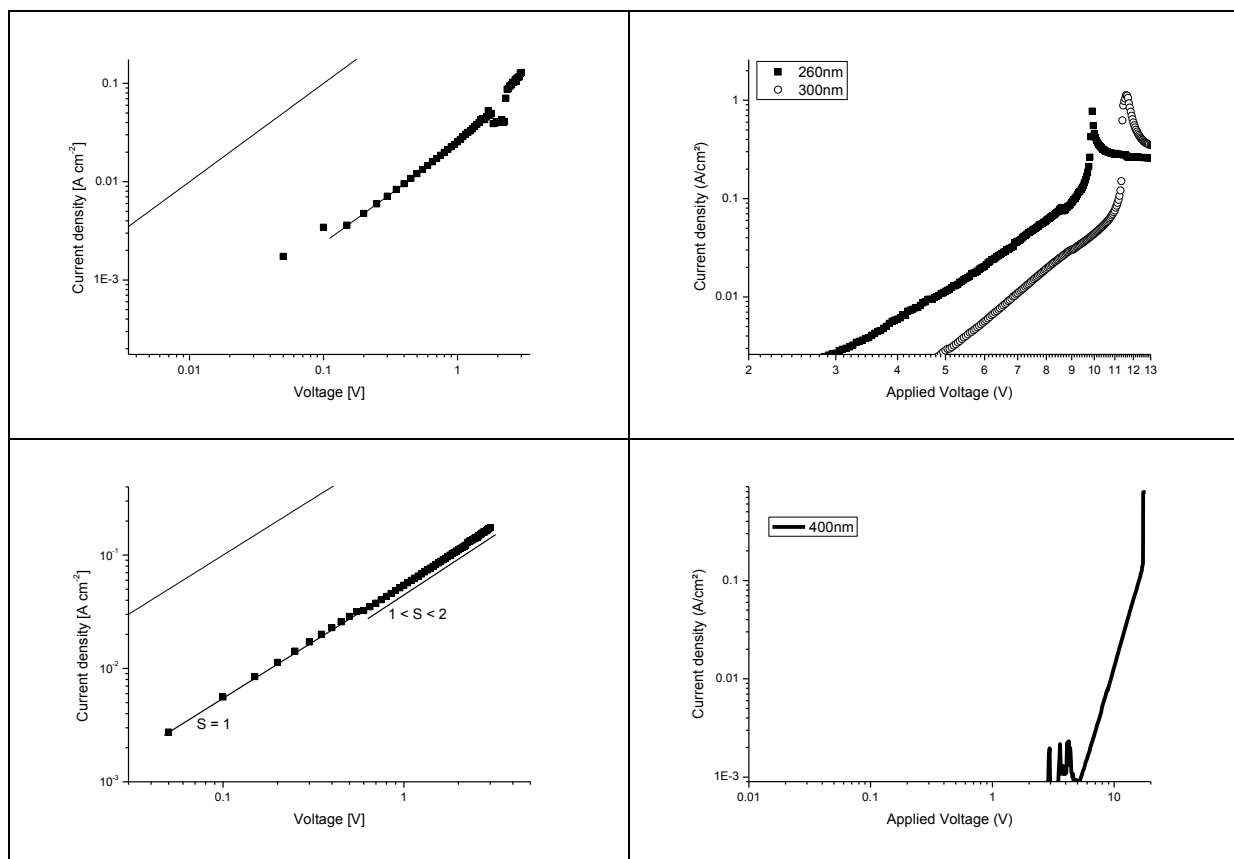 0.1
0.01
1E-3
0.01
0.1
1
Current density [A cm⁻²]
Voltage [V]
260nm
300nm
1
0.1
0.01
2
3
4
5
6
7
8
9
10
11
12
13
Current density (A/cm²)
Applied Voltage (V)
10⁻¹
10⁻²
10⁻³
0.1
1
S = 1
1 < S < 2
Current density [A cm⁻²]
Voltage [V]
400nm
0.1
0.01
1E-3
0.01
0.1
1
10
Current density (A/cm²)
Applied Voltage (V)